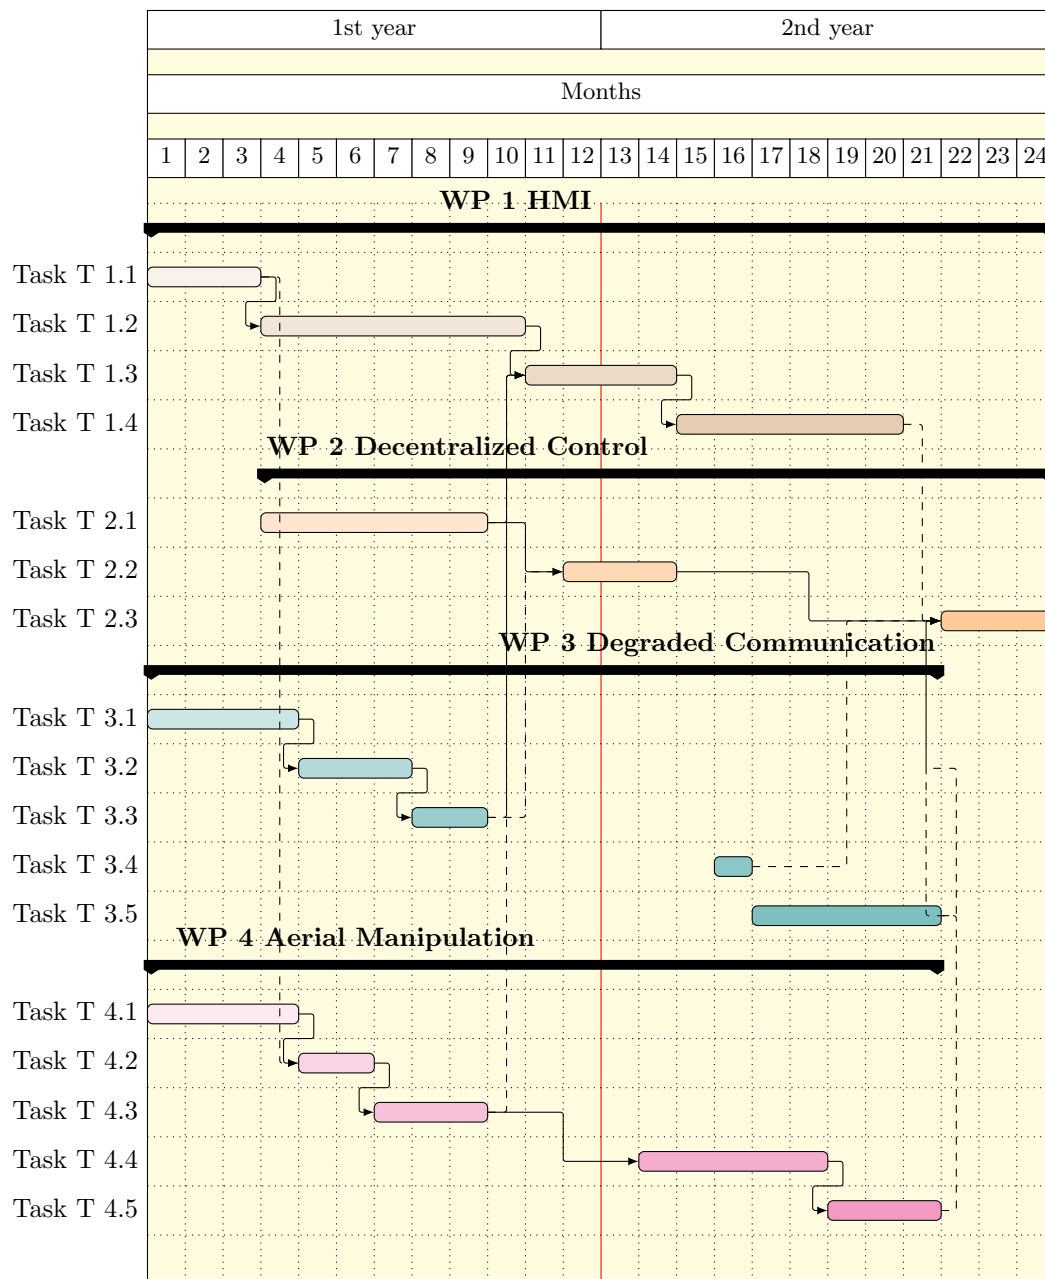 1st year 2nd year
Months
1 2 3 4 5 6 7 8 9 10 11 12 13 14 15 16 17 18 19 20 21 22 23 24
WP 1 HMI
Task T 1.1
Task T 1.2
Task T 1.3
Task T 1.4
WP 2 Decentralized Control
Task T 2.1
Task T 2.2
Task T 2.3
WP 3 Degraded Communication
Task T 3.1
Task T 3.2
Task T 3.3
Task T 3.4
Task T 3.5
WP 4 Aerial Manipulation
Task T 4.1
Task T 4.2
Task T 4.3
Task T 4.4
Task T 4.5